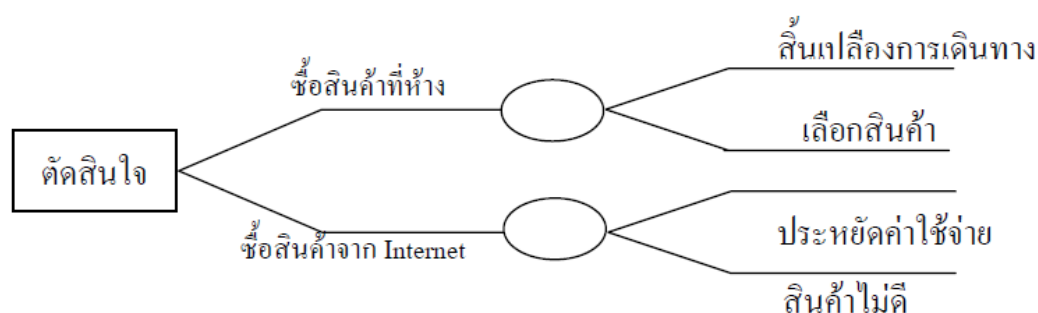 สิ้นเปลืองการเดินทาง
ซื้อสินค้าที่ห้าง
เลือกสินค้า
ตัดสินใจ
ซื้อสินค้าจาก Internet
ประหยัดค่าใช้จ่าย
สินค้าไม่ดี